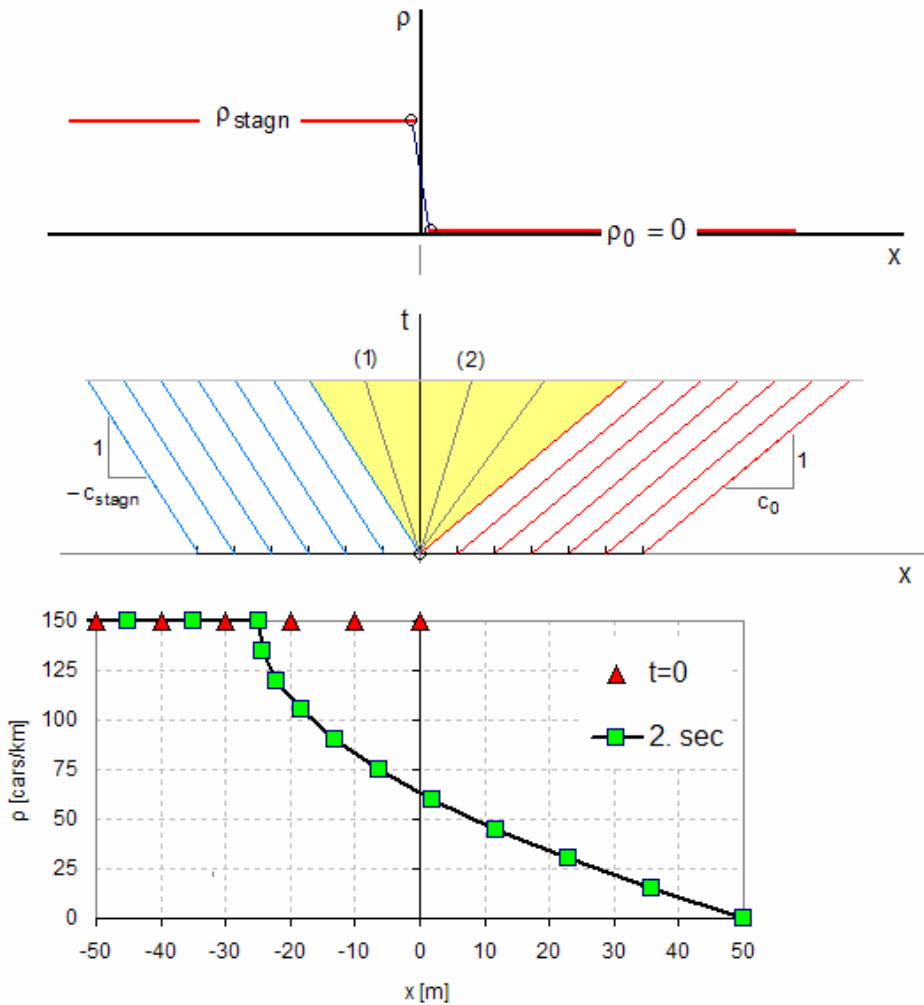 ρ
ρstagn
ρ0 = 0
x
t
(1) (2)
1
−cstagn
1
c0
x
150
125
100
75
50
25
0
ρ [cars/km]
t=0
2. sec
-50 -40 -30 -20 -10 0 10 20 30 40 50
x [m]